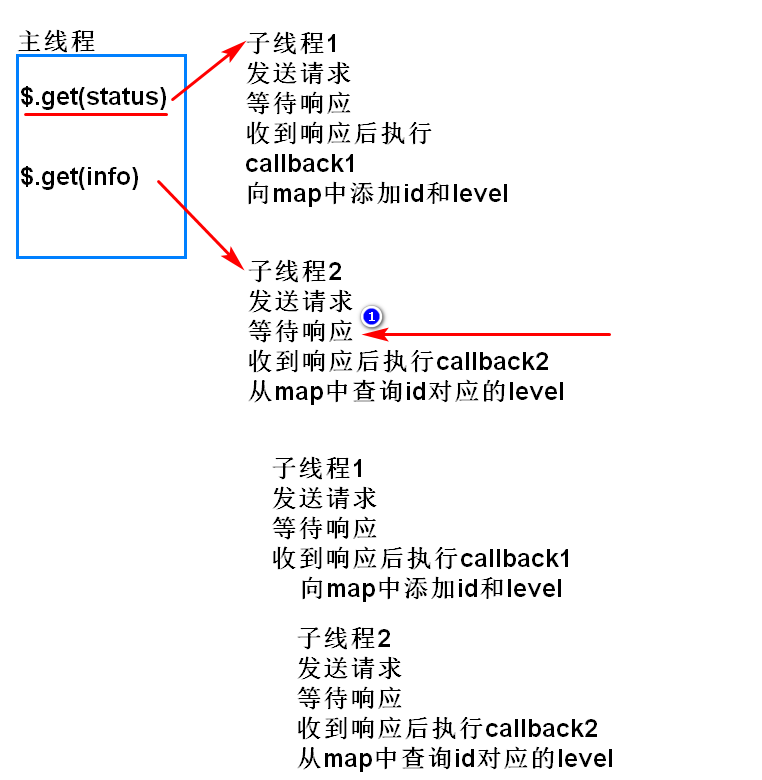 主线程
$.get(status)
$.get(info)
子线程1
发送请求
等待响应
收到响应后执行
callback1
向map中添加id和level
子线程2
发送请求
等待响应
1
收到响应后执行callback2
从map中查询id对应的level
子线程1
发送请求
等待响应
收到响应后执行callback1
向map中添加id和level
子线程2
发送请求
等待响应
收到响应后执行callback2
从map中查询id对应的level